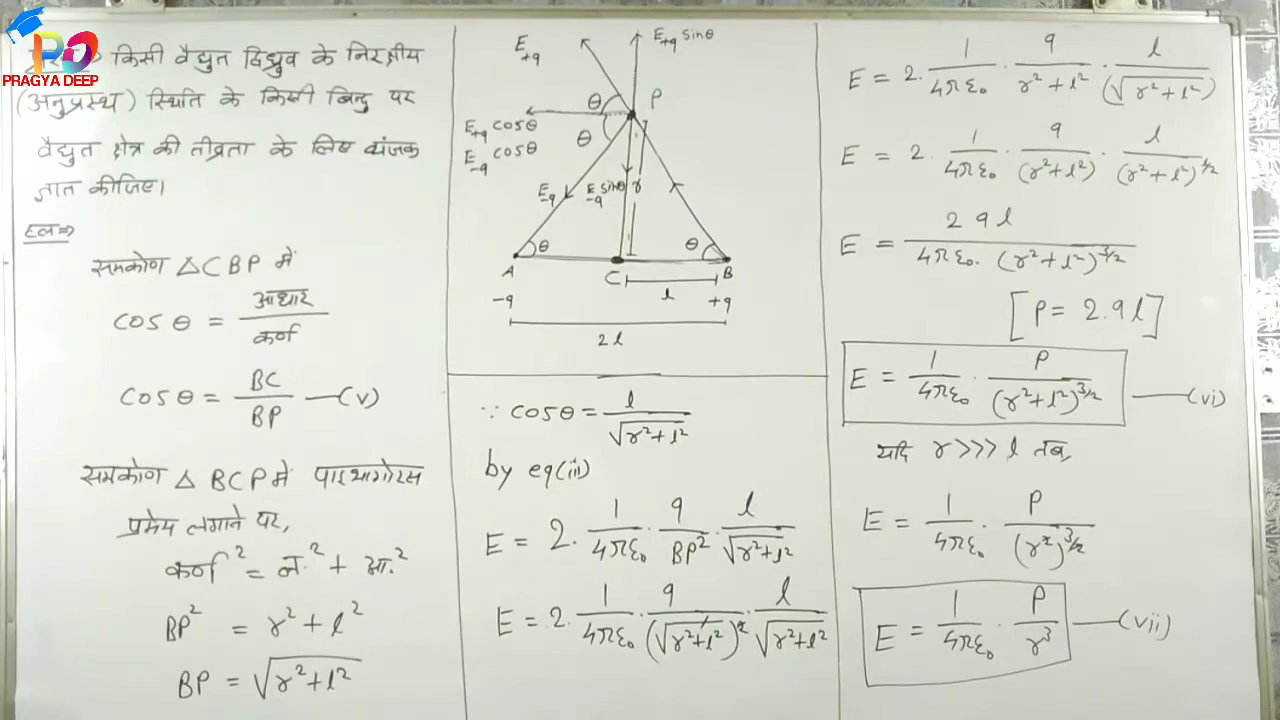 PRAGYA DEEP
किसी वैद्युत द्विध्रुव के निरक्षीय
(अनुप्रस्थ) स्थिति के किसी बिन्दु पर
वैद्युत क्षेत्र की तीव्रता के लिए व्यंजक
ज्ञात कीजिए।
हल⇒
समकोण △CBP में
cosθ = आधार/कर्ण
cosθ = BC/BP —(v)
समकोण △ BCP में पाइथागोरस
प्रमेय लगाने पर,
कर्ण² = ल.² + आ.²
BP² = r² + l²
BP = √(r² + l²)
E+q
E+q sinθ
θ
P
E+q cosθ
θ
E-q cosθ
E-q
E-q sinθ
r
θ
θ
A
C
B
l
-q
+q
2l
∵ cosθ = l/√(r² + l²)
by eq(iii)
E = 2. 1/4πε₀ . q/BP² . l/√(r² + l²)
E = 2. 1/4πε₀ . q/(√(r² + l²))² . l/√(r² + l²)
E = 2. 1/4πε₀ . q/r² + l² . l/(√(r² + l²))
E = 2. 1/4πε₀ . q/(r² + l²) . l/(r² + l²)^1/2
E = 2ql/4πε₀. (r² + l²)^3/2
[P = 2.ql]
E = 1/4πε₀ . P/(r² + l²)^3/2 —(vi)
यदि r>>>l तब,
E = 1/4πε₀ . P/(r²)^3/2
E = 1/4πε₀ . P/r³ —(vii)